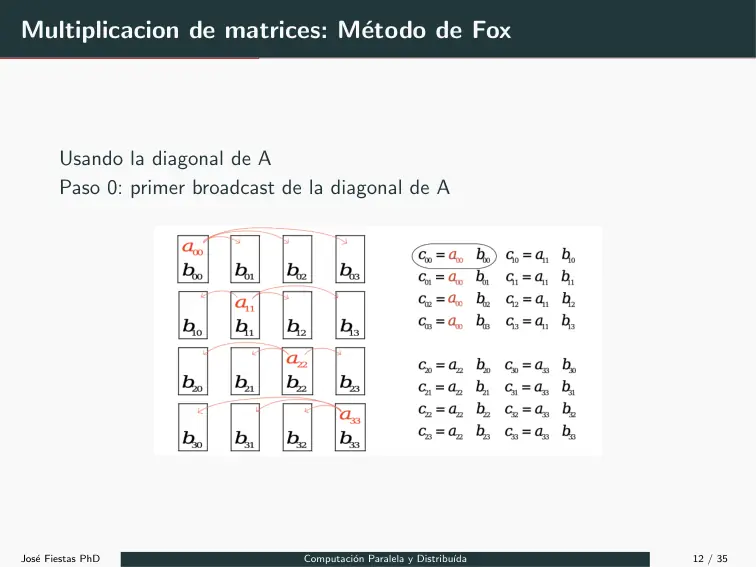 Multiplicacion de matrices: Método de Fox
Usando la diagonal de A
Paso 0: primer broadcast de la diagonal de A
a00
b00 b01 b02 b03
a11
b10 b11 b12 b13
a22
b20 b21 b22 b23
a33
b30 b31 b32 b33
c00 = a00 b00 c10 = a11 b10
c01 = a00 b01 c11 = a11 b11
c02 = a00 b02 c12 = a11 b12
c03 = a00 b03 c13 = a11 b13
c20 = a22 b20 c30 = a33 b30
c21 = a22 b21 c31 = a33 b31
c22 = a22 b22 c32 = a33 b32
c23 = a22 b23 c33 = a33 b33
José Fiestas PhD Computación Paralela y Distribuída 12 / 35